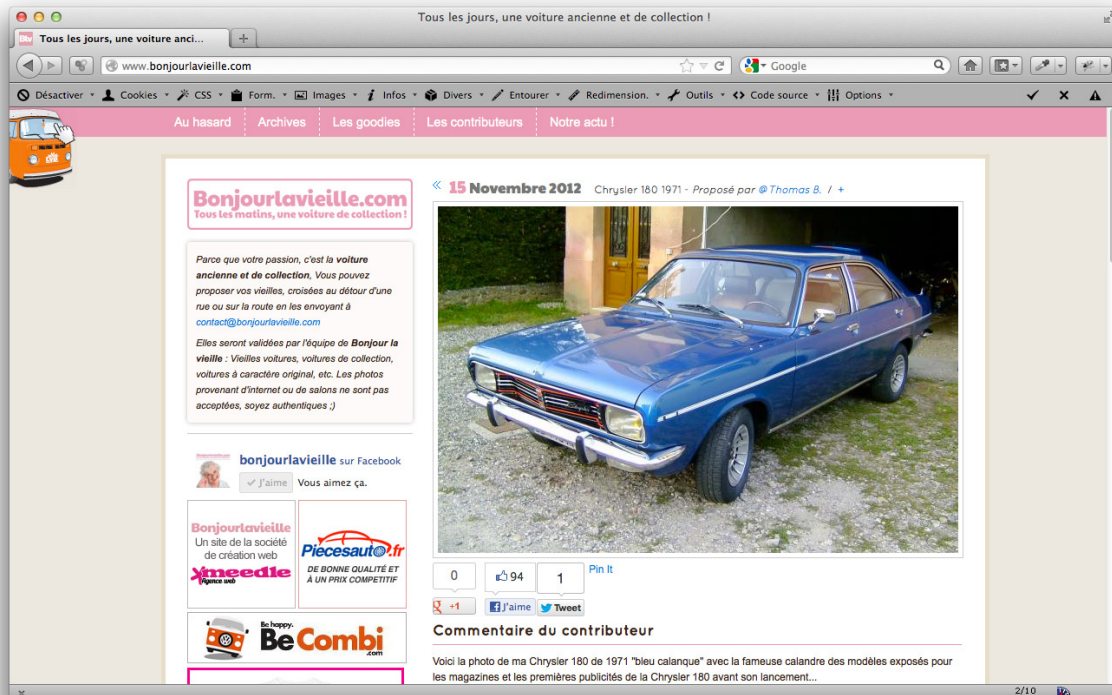 Tous les jours, une voiture ancienne et de collection !
Tous les jours, une voiture anci...
www.bonjourlavieille.com
Google
Désactiver
Cookies
CSS
Form.
Images
Infos
Divers
Entourer
Redimension.
Outils
Code source
Options
Au hasard
Archives
Les goodies
Les contributeurs
Notre actu !
Bonjourlavieille.com
Tous les matins, une voiture de collection !
Parce que votre passion, c'est la voiture
ancienne et de collection, Vous pouvez
proposer vos vieilles, croisées au détour d'une
rue ou sur la route en les envoyant à
contact@bonjourlavieille.com
Elles seront validées par l'équipe de Bonjour la
vieille : Vieilles voitures, voitures de collection,
voitures à caractère original, etc. Les photos
provenant d'internet ou de salons ne sont pas
acceptées, soyez authentiques ;)
bonjourlavieille sur Facebook
J'aime Vous aimez ça.
Bonjourlavieille
Un site de la société
de création web
xmeedle
Agence web
Piecesauto.fr
DE BONNE QUALITÉ ET
À UN PRIX COMPETITIF
Be happy.
Be Combi
.com
« 15 Novembre 2012 Chrysler 180 1971 - Proposé par @Thomas B. / +
0
94
1
Pin It
+1
J'aime
Tweet
Commentaire du contributeur
Voici la photo de ma Chrysler 180 de 1971 "bleu calanque" avec la fameuse calandre des modèles exposés pour
les magazines et les premières publicités de la Chrysler 180 avant son lancement...
2/10